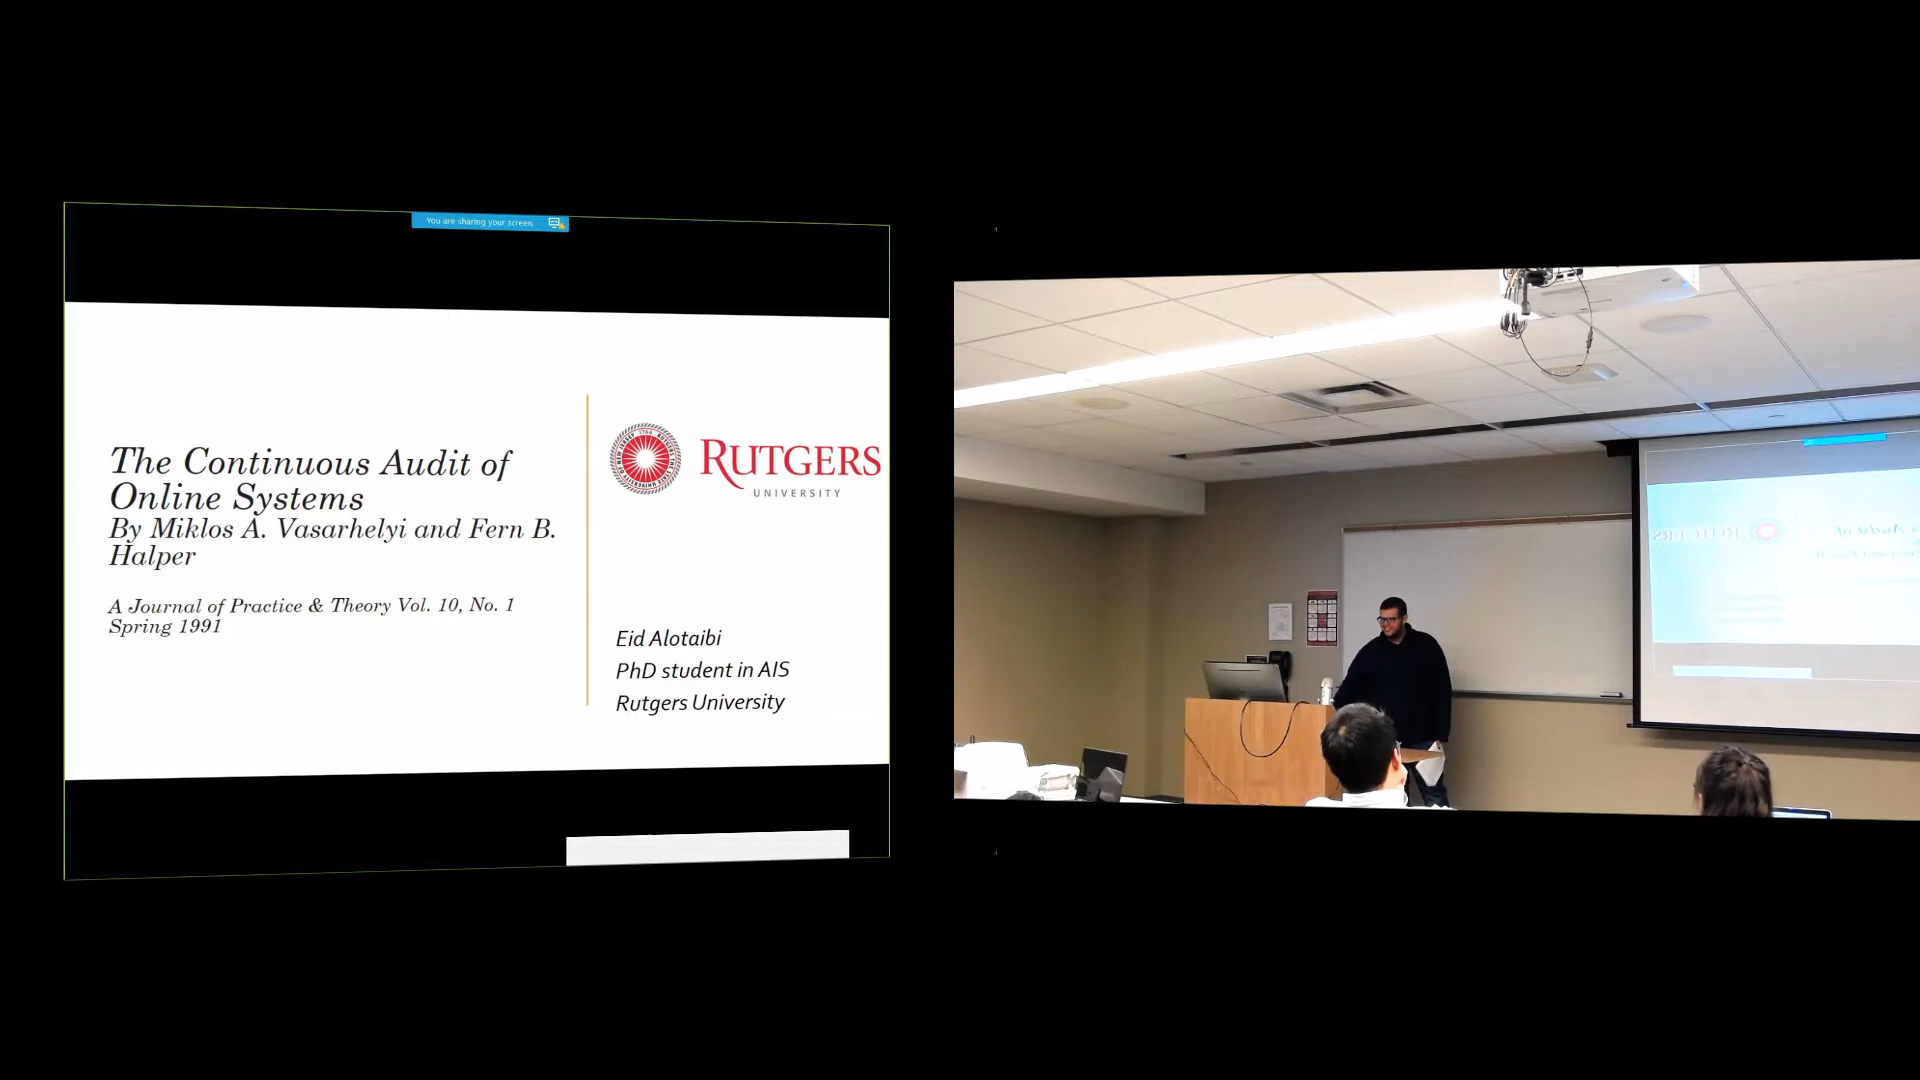 You are sharing your screen.
The Continuous Audit of
Online Systems
By Miklos A. Vasarhelyi and Fern B.
Halper
A Journal of Practice & Theory Vol. 10, No. 1
Spring 1991
RUTGERS
UNIVERSITY
Eid Alotaibi
PhD student in AIS
Rutgers University